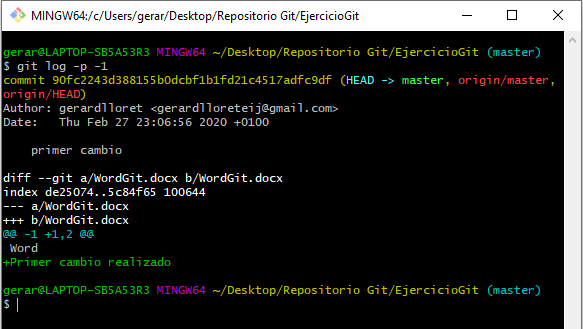 MINGW64:/c/Users/gerar/Desktop/Repositorio Git/EjercicioGit
gerar@LAPTOP-SB5A53R3 MINGW64 ~/Desktop/Repositorio Git/EjercicioGit (master)
$ git log -p -1
commit 90fc2243d388155b0dcbf1b1fd21c4517adfc9df (HEAD -> master, origin/master,
origin/HEAD)
Author: gerardlloret <gerardlloreteij@gmail.com>
Date:   Thu Feb 27 23:06:56 2020 +0100
    primer cambio
diff --git a/WordGit.docx b/WordGit.docx
index de25074..5c84f65 100644
--- a/WordGit.docx
+++ b/WordGit.docx
@@ -1 +1,2 @@
 Word
+Primer cambio realizado
gerar@LAPTOP-SB5A53R3 MINGW64 ~/Desktop/Repositorio Git/EjercicioGit (master)
$